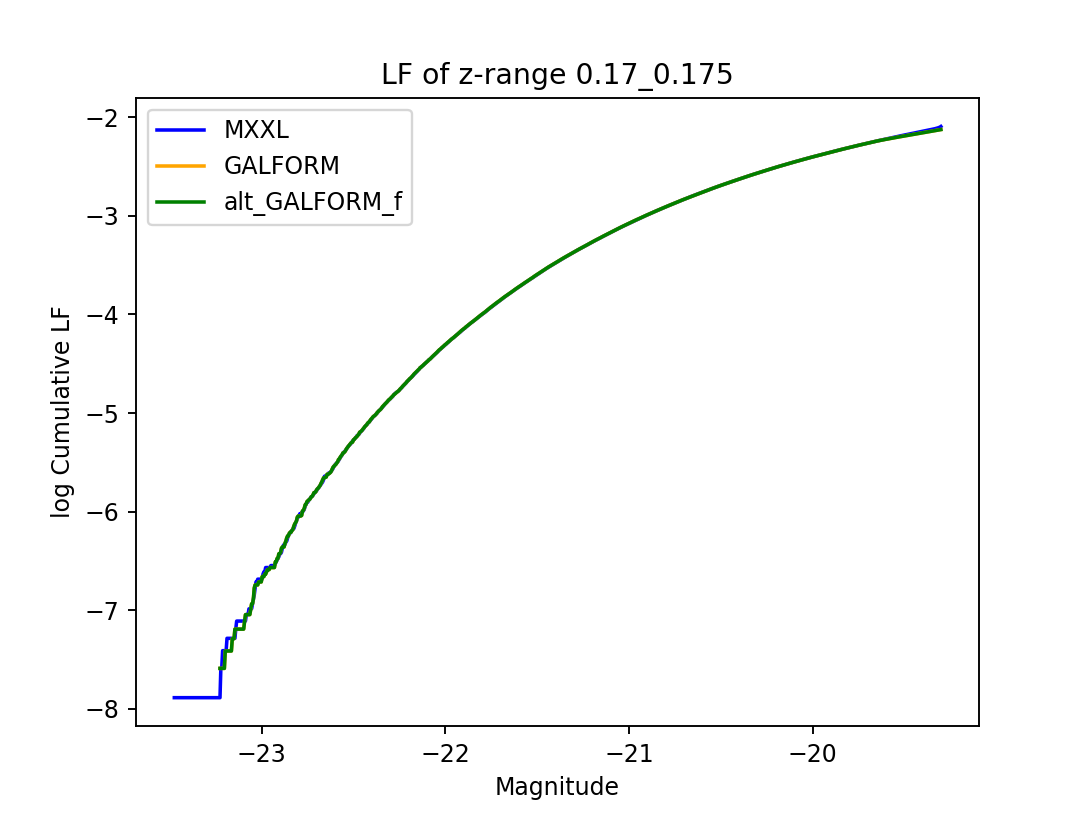 LF of z-range 0.17_0.175
MXXL
GALFORM
alt_GALFORM_f
−2
−3
−4
−5
−6
−7
−8
log Cumulative LF
−23
−22
−21
−20
Magnitude